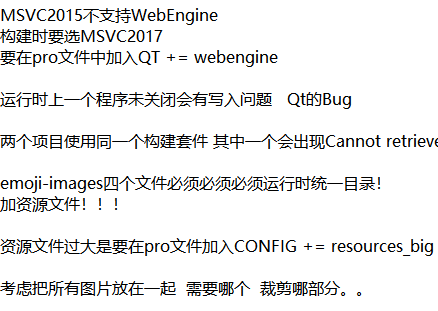 MSVC2015不支持WebEngine
构建时要选MSVC2017
要在pro文件中加入QT += webengine
运行时上一个程序未关闭会有写入问题 Qt的Bug
两个项目使用同一个构建套件 其中一个会出现Cannot retrieve
emoji-images四个文件必须必须必须运行时统一目录！
加资源文件！！！
资源文件过大是要在pro文件加入CONFIG += resources_big
考虑把所有图片放在一起 需要哪个 裁剪哪部分。。